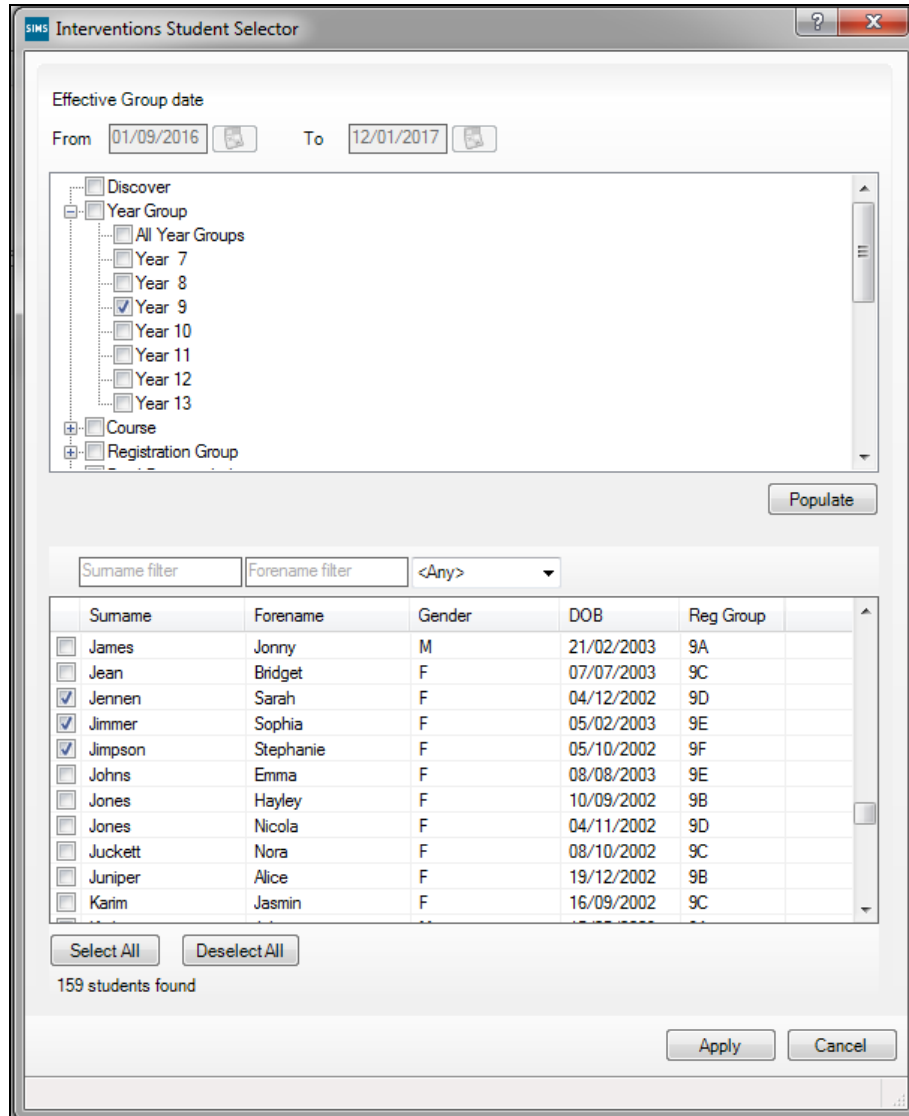 SIMS Interventions Student Selector ? X
Effective Group date
From 01/09/2016 To 12/01/2017
Discover
Year Group
All Year Groups
Year 7
Year 8
Year 9
Year 10
Year 11
Year 12
Year 13
Course
Registration Group
Populate
Surname filter Forename filter <Any>
Surname Forename Gender DOB Reg Group
James Jonny M 21/02/2003 9A
Jean Bridget F 07/07/2003 9C
Jennen Sarah F 04/12/2002 9D
Jimmer Sophia F 05/02/2003 9E
Jimpson Stephanie F 05/10/2002 9F
Johns Emma F 08/08/2003 9E
Jones Hayley F 10/09/2002 9B
Jones Nicola F 04/11/2002 9D
Juckett Nora F 08/10/2002 9C
Juniper Alice F 19/12/2002 9B
Karim Jasmin F 16/09/2002 9C
Select All Deselect All
159 students found
Apply Cancel